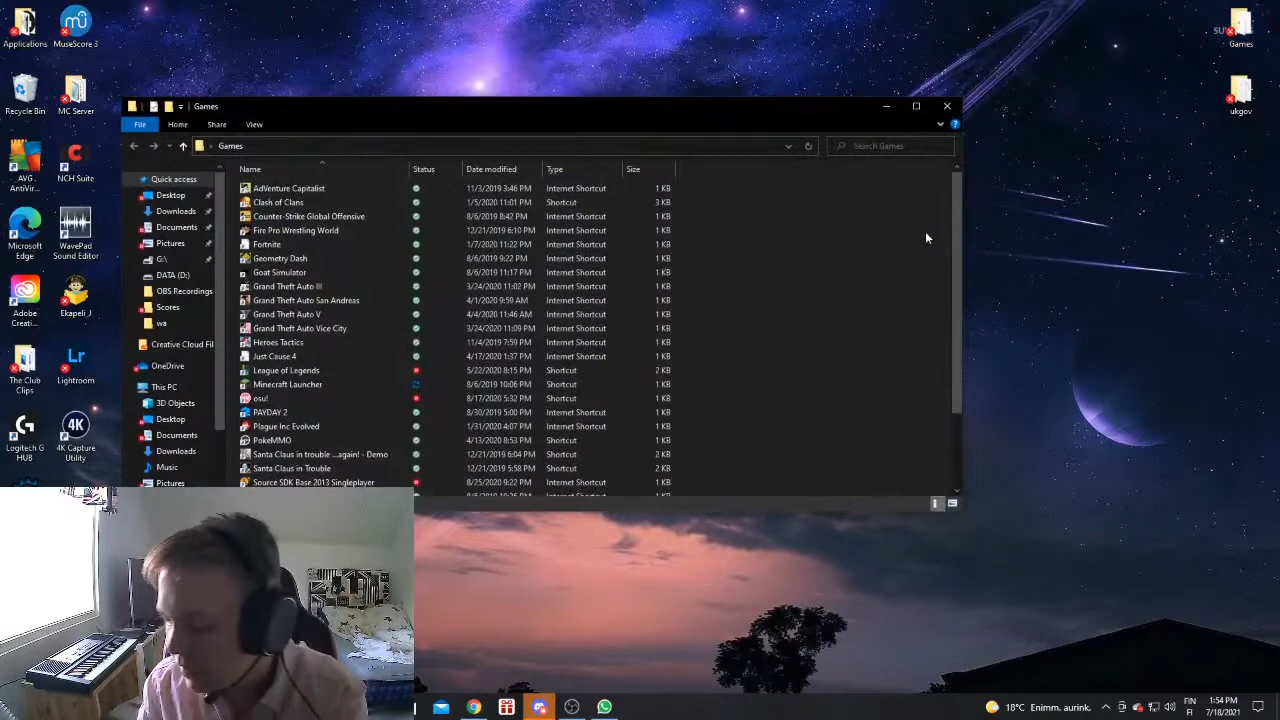 Applications
MuseScore 3
Recycle Bin
MC Server
AVG AntiVir...
NCH Suite
Microsoft Edge
WavePad Sound Editor
Adobe Creati...
Ekapeli_J
The Club Clips
Lightroom
Logitech G HUB
4K Capture Utility
Games
ukgov
Games
File
Home
Share
View
Games
Search Games
Name
Status
Date modified
Type
Size
Quick access
Desktop
Downloads
Documents
Pictures
G:\
DATA (D:)
OBS Recordings
Scores
wa
Creative Cloud Fil
OneDrive
This PC
3D Objects
Desktop
Documents
Downloads
Music
Pictures
AdVenture Capitalist 11/3/2019 3:46 PM Internet Shortcut 1 KB
Clash of Clans 1/5/2020 11:01 PM Shortcut 3 KB
Counter-Strike Global Offensive 8/6/2019 8:42 PM Internet Shortcut 1 KB
Fire Pro Wrestling World 12/21/2019 6:10 PM Internet Shortcut 1 KB
Fortnite 1/7/2020 11:22 PM Internet Shortcut 1 KB
Geometry Dash 8/6/2019 9:22 PM Internet Shortcut 1 KB
Goat Simulator 8/6/2019 11:17 PM Internet Shortcut 1 KB
Grand Theft Auto III 3/24/2020 11:02 PM Internet Shortcut 1 KB
Grand Theft Auto San Andreas 4/1/2020 9:59 AM Internet Shortcut 1 KB
Grand Theft Auto V 4/4/2020 11:46 AM Internet Shortcut 1 KB
Grand Theft Auto Vice City 3/24/2020 11:09 PM Internet Shortcut 1 KB
Heroes Tactics 11/4/2019 7:59 PM Internet Shortcut 1 KB
Just Cause 4 4/17/2020 1:37 PM Internet Shortcut 1 KB
League of Legends 5/22/2020 8:15 PM Shortcut 2 KB
Minecraft Launcher 8/6/2019 10:06 PM Shortcut 1 KB
osu! 8/17/2020 5:32 PM Shortcut 1 KB
PAYDAY 2 8/30/2019 5:00 PM Internet Shortcut 1 KB
Plague Inc Evolved 1/31/2020 4:07 PM Internet Shortcut 1 KB
PokeMMO 4/13/2020 8:53 PM Shortcut 1 KB
Santa Claus in trouble ...again! - Demo 12/21/2019 6:04 PM Shortcut 2 KB
Santa Claus in Trouble 12/21/2019 5:58 PM Shortcut 2 KB
Source SDK Base 2013 Singleplayer 8/25/2020 9:22 PM Internet Shortcut 1 KB
18°C Enimm. aurink.
FIN
FI
1:54 PM
7/18/2021